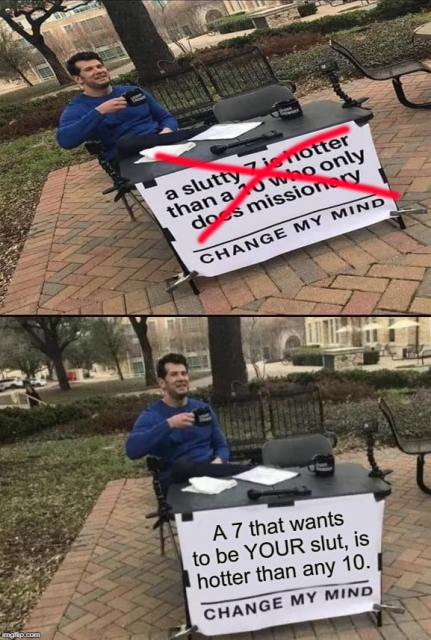 a slutty 7 is hotter
than a 10 who only
does missionary
CHANGE MY MIND
A 7 that wants
to be YOUR slut, is
hotter than any 10.
CHANGE MY MIND
imgflip.com